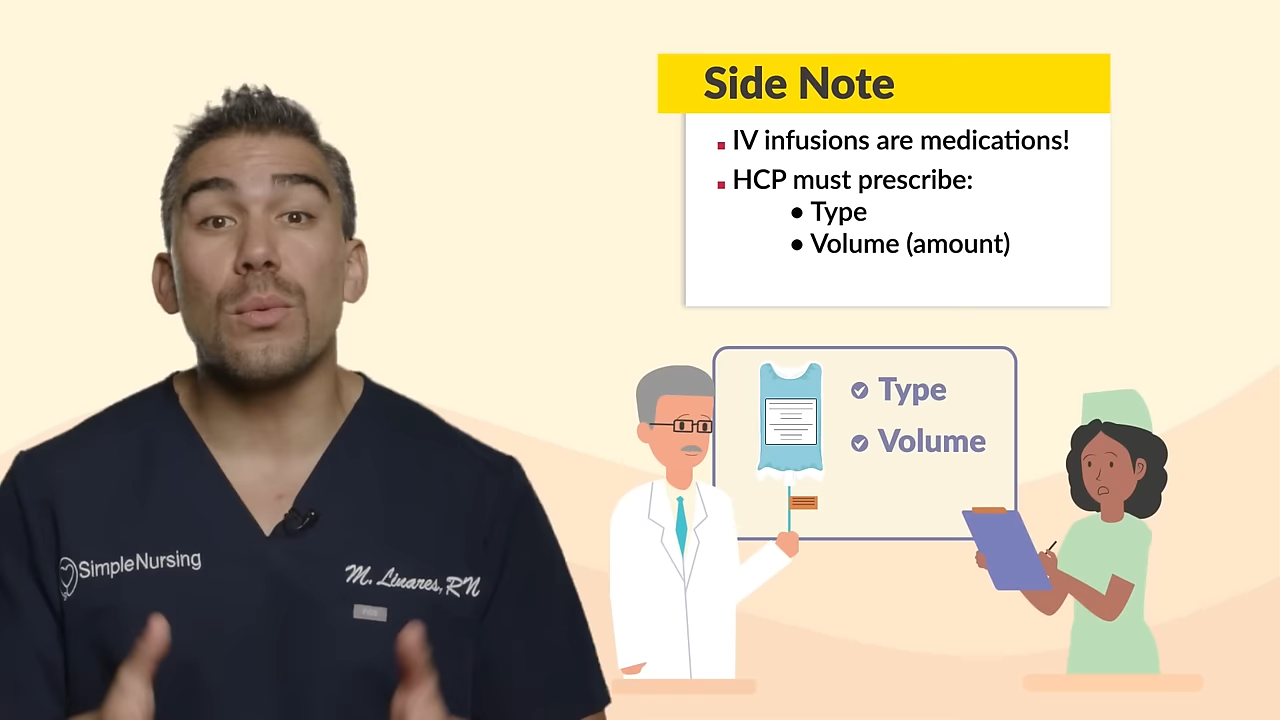 Side Note
IV infusions are medications!
HCP must prescribe:
Type
Volume (amount)
Type
Volume
SimpleNursing
M. Linares, RN